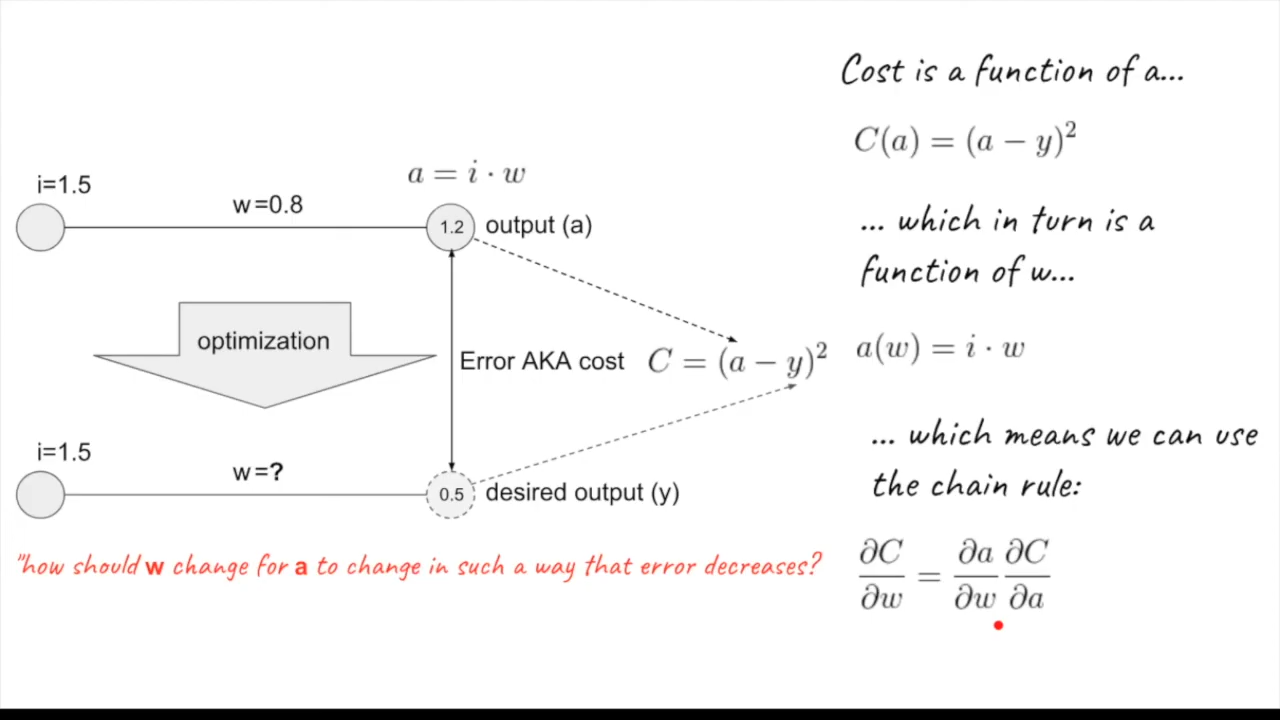 i=1.5
w=0.8
a = i · w
1.2
output (a)
optimization
Error AKA cost
C = (a − y)²
i=1.5
w=?
0.5
desired output (y)
"how should w change for a to change in such a way that error decreases?
Cost is a function of a...
C(a) = (a − y)²
... which in turn is a
function of w...
a(w) = i · w
... which means we can use
the chain rule:
∂C/∂w = ∂a/∂w ∂C/∂a